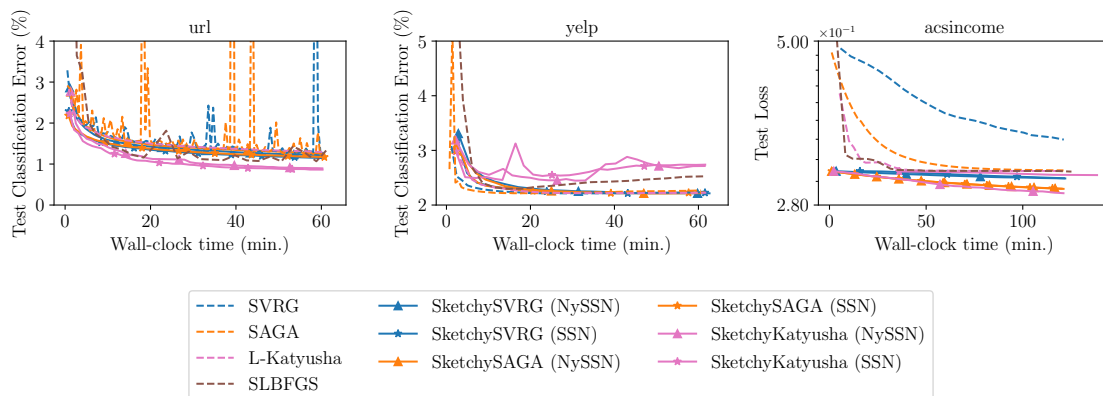 url
yelp
acsincome
Test Classification Error (%)
4
3
2
1
0
0
20
40
60
Wall-clock time (min.)
Test Classification Error (%)
5
4
3
2
0
20
40
60
Wall-clock time (min.)
×10⁻¹
Test Loss
5.00
2.80
0
50
100
Wall-clock time (min.)
SVRG
SAGA
L-Katyusha
SLBFGS
SketchySVRG (NySSN)
SketchySVRG (SSN)
SketchySAGA (NySSN)
SketchySAGA (SSN)
SketchyKatyusha (NySSN)
SketchyKatyusha (SSN)